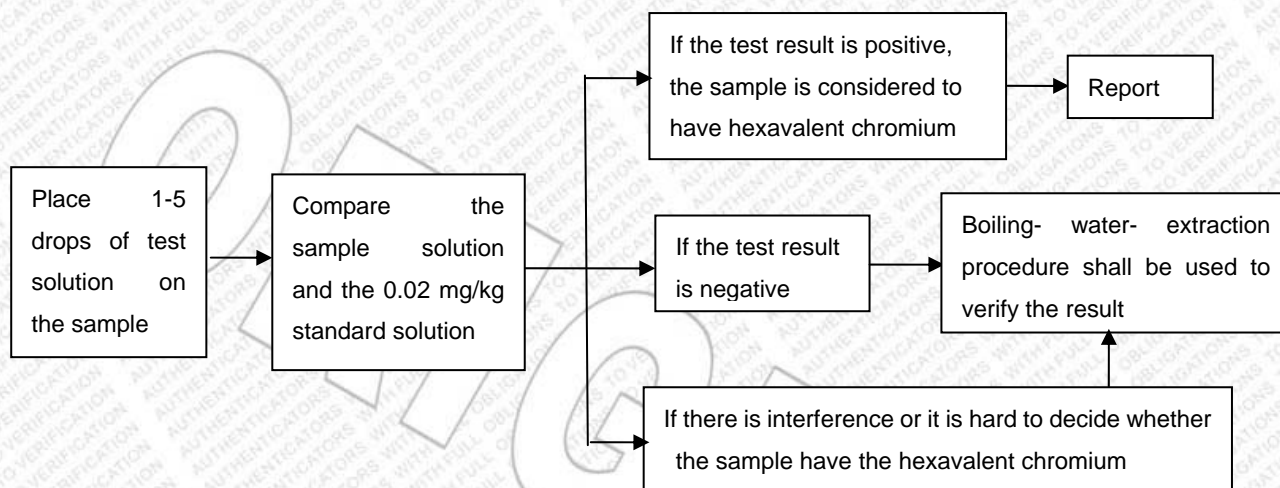 Place 1-5
drops of test
solution on
the sample
Compare the
sample solution
and the 0.02 mg/kg
standard solution
If the test result is positive,
the sample is considered to
have hexavalent chromium
Report
If the test result
is negative
Boiling- water- extraction
procedure shall be used to
verify the result
If there is interference or it is hard to decide whether
the sample have the hexavalent chromium